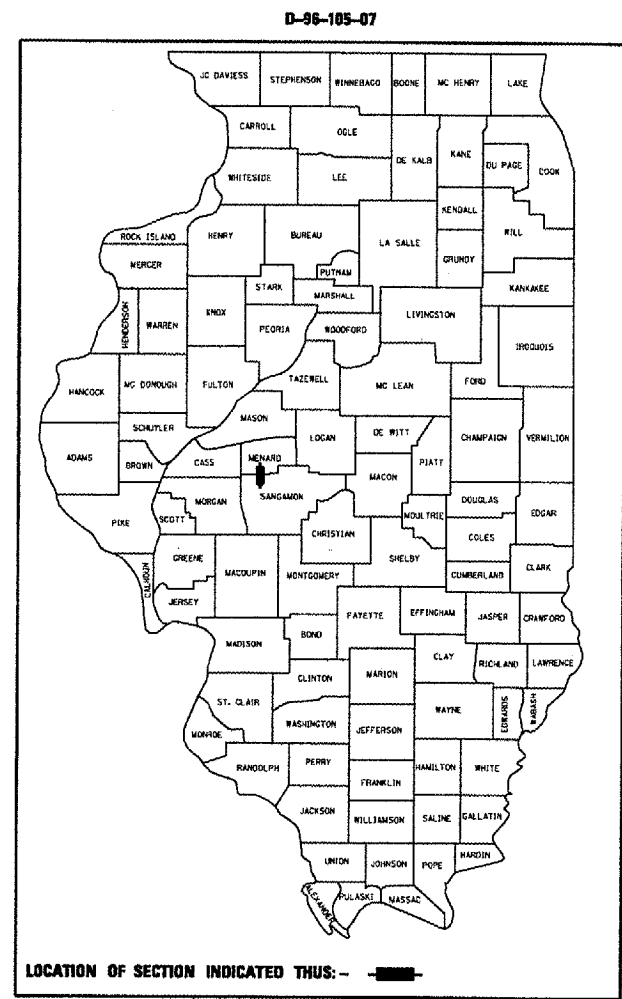 D-96-105-07
JO DAVIESS STEPHENSON WINNEBAGO BOONE MC HENRY LAKE
CARROLL OGLE DE KALB KANE DU PAGE COOK
WHITESIDE LEE
KENDALL
ROCK ISLAND HENRY BUREAU LA SALLE WILL
MERCER PUTNAM GRUNDY
STARK MARSHALL KANKAKEE
HENDERSON WARREN KNOX PEORIA WOODFORD LIVINGSTON IROQUOIS
HANCOCK MC DONOUGH FULTON TAZEWELL MC LEAN FORD
MASON
SCHUYLER LOGAN DE WITT CHAMPAIGN VERMILION
ADAMS BROWN CASS MENARD PIATT
MACON
MORGAN SANGAMON DOUGLAS
PIKE SCOTT CHRISTIAN MOULTRIE EDGAR
COLES
GREENE MACOUPIN MONTGOMERY SHELBY CUMBERLAND CLARK
CALHOUN
JERSEY FAYETTE EFFINGHAM JASPER CRAWFORD
MADISON BOND CLAY RICHLAND LAWRENCE
CLINTON MARION
ST. CLAIR WASHINGTON WAYNE EDWARDS WABASH
MONROE JEFFERSON
RANDOLPH PERRY HAMILTON WHITE
FRANKLIN
JACKSON WILLIAMSON SALINE GALLATIN
UNION JOHNSON POPE HARDIN
ALEXANDER PULASKI MASSAC
LOCATION OF SECTION INDICATED THUS:-